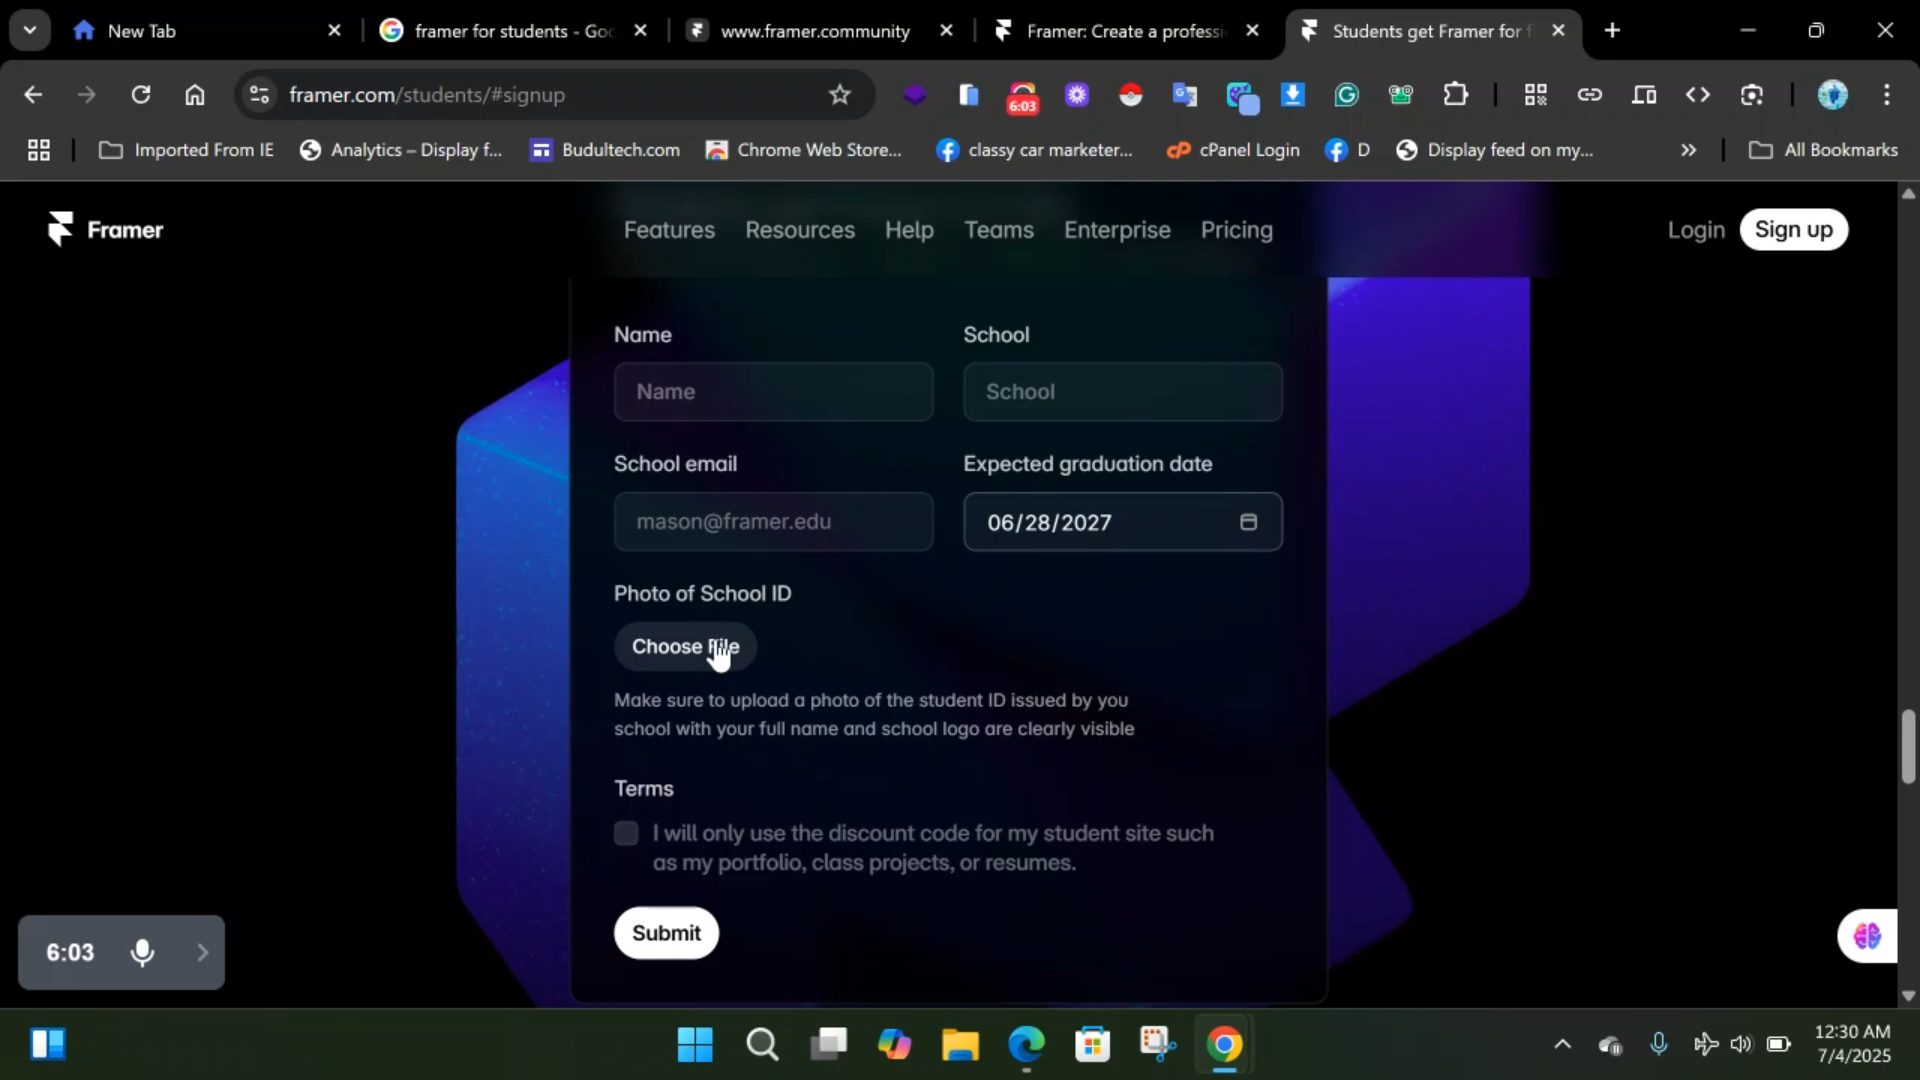 New Tab
framer for students - Goo
www.framer.community
Framer: Create a professi
Students get Framer for f
framer.com/students/#signup
6:03
Imported From IE
Analytics – Display f...
Budultech.com
Chrome Web Store...
classy car marketer...
cPanel Login
D
Display feed on my...
All Bookmarks
Framer
Features
Resources
Help
Teams
Enterprise
Pricing
Login
Sign up
Name
School
Name
School
School email
Expected graduation date
mason@framer.edu
06/28/2027
Photo of School ID
Choose File
Make sure to upload a photo of the student ID issued by you
school with your full name and school logo are clearly visible
Terms
I will only use the discount code for my student site such
as my portfolio, class projects, or resumes.
Submit
6:03
12:30 AM
7/4/2025